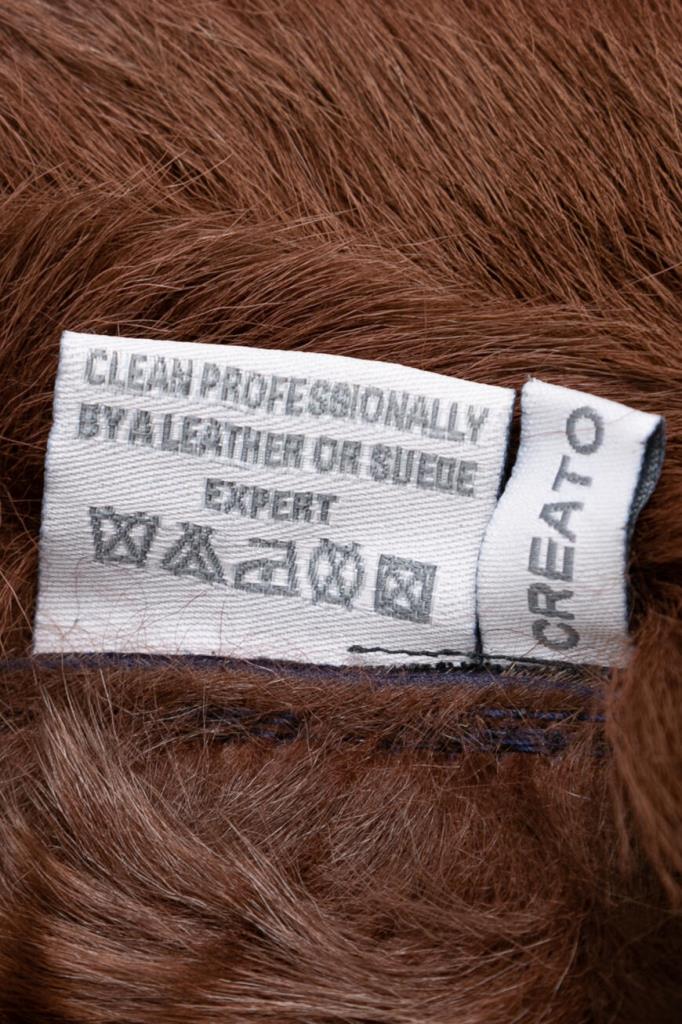 CLEAN PROFESSIONALLY
BY A LEATHER OR SUEDE
EXPERT
CREATO